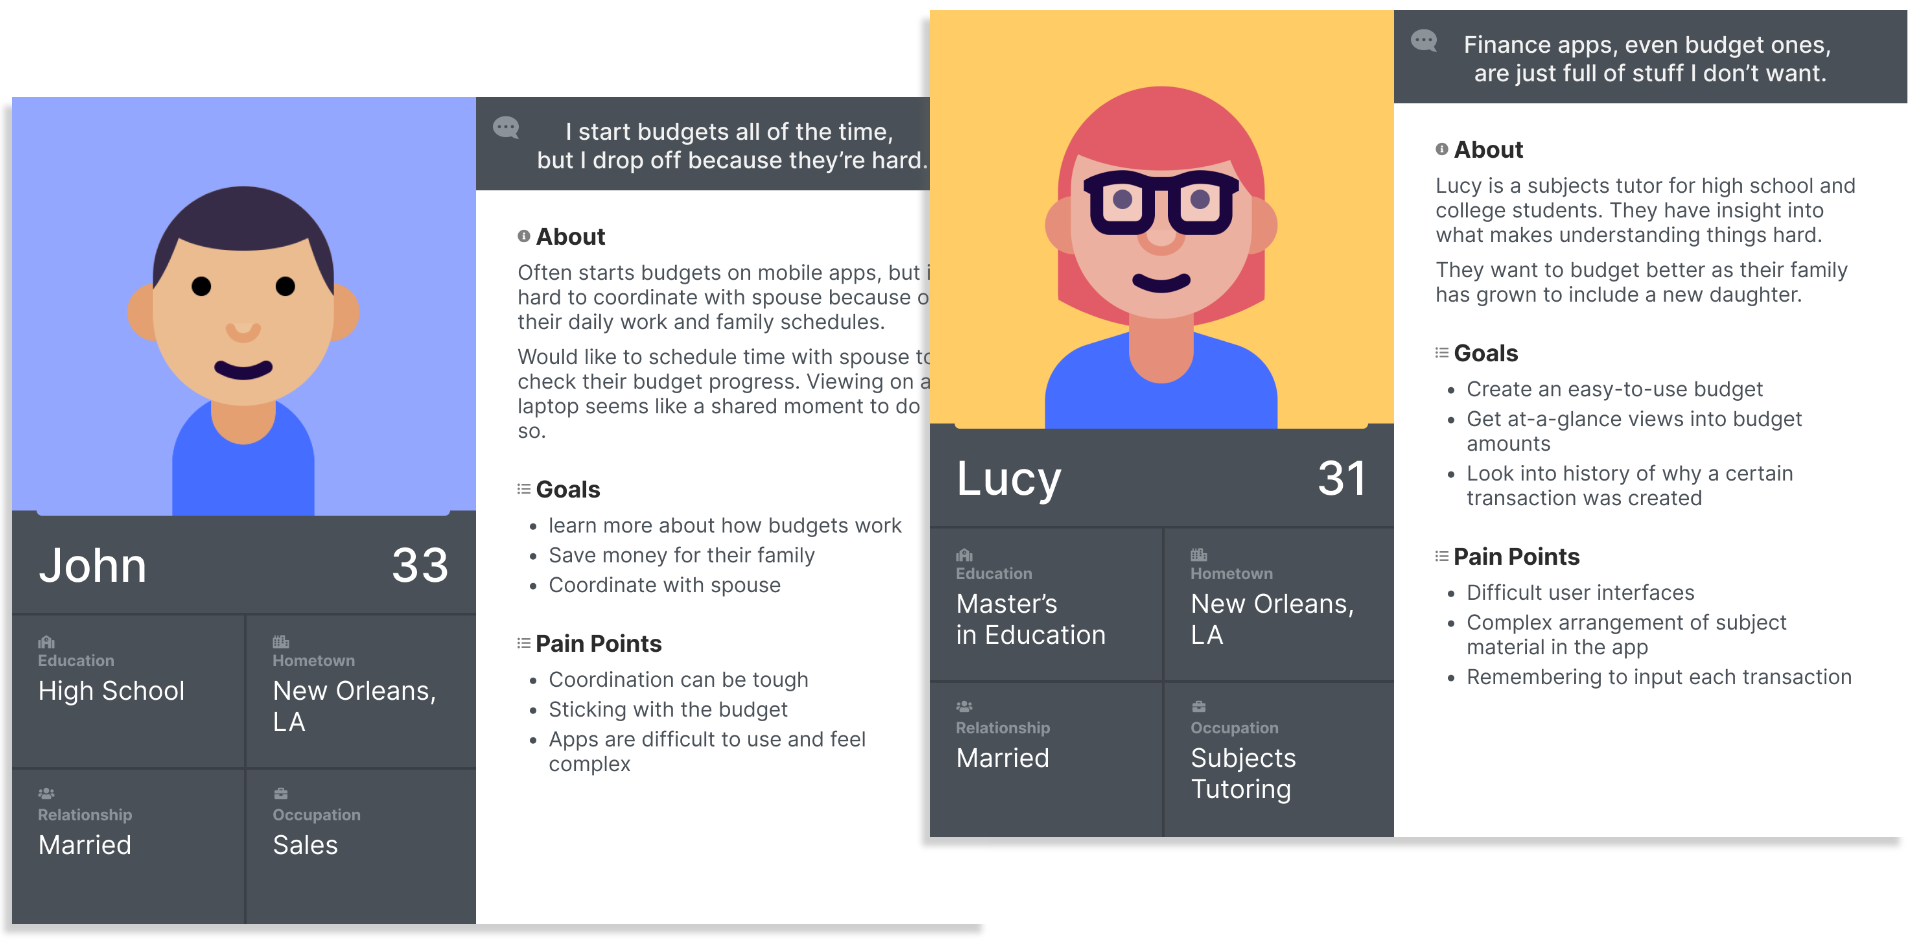 I start budgets all of the time,
but I drop off because they’re hard.
About
Often starts budgets on mobile apps, but
hard to coordinate with spouse because
their daily work and family schedules.
Would like to schedule time with spouse
check their budget progress. Viewing on a
laptop seems like a shared moment to do
so.
Goals
learn more about how budgets work
Save money for their family
Coordinate with spouse
Pain Points
Coordination can be tough
Sticking with the budget
Apps are difficult to use and feel
complex
John
33
Education
High School
Hometown
New Orleans,
LA
Relationship
Married
Occupation
Sales
Finance apps, even budget ones,
are just full of stuff I don’t want.
About
Lucy is a subjects tutor for high school and
college students. They have insight into
what makes understanding things hard.
They want to budget better as their family
has grown to include a new daughter.
Goals
Create an easy-to-use budget
Get at-a-glance views into budget
amounts
Look into history of why a certain
transaction was created
Pain Points
Difficult user interfaces
Complex arrangement of subject
material in the app
Remembering to input each transaction
Lucy
31
Education
Master’s
in Education
Hometown
New Orleans,
LA
Relationship
Married
Occupation
Subjects
Tutoring